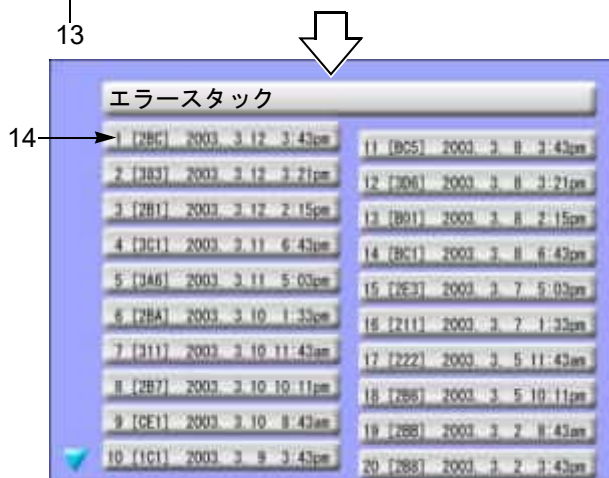 13
エラースタック
14
1 [2BC] 2003. 3.12 3:43pm
2 [383] 2003. 3.12 3:21pm
3 [2B1] 2003. 3.12 2:15pm
4 [3C1] 2003. 3.11 6:43pm
5 [3A6] 2003. 3.11 5:03pm
6 [2BA] 2003. 3.10 1:33pm
7 [311] 2003. 3.10 11:43am
8 [2B7] 2003. 3.10 10:11pm
9 [CE1] 2003. 3.10 8:43am
10 [1C1] 2003. 3. 9 3:43pm
11 [BC5] 2003. 3. 8 3:43pm
12 [3D6] 2003. 3. 8 3:21pm
13 [B01] 2003. 3. 8 2:15pm
14 [BC1] 2003. 3. 8 6:43pm
15 [2E3] 2003. 3. 7 5:03pm
16 [211] 2003. 3. 7 1:33pm
17 [222] 2003. 3. 5 11:43am
18 [2B6] 2003. 3. 5 10:11pm
19 [2BB] 2003. 3. 2 8:43am
20 [2B8] 2003. 3. 2 3:43pm